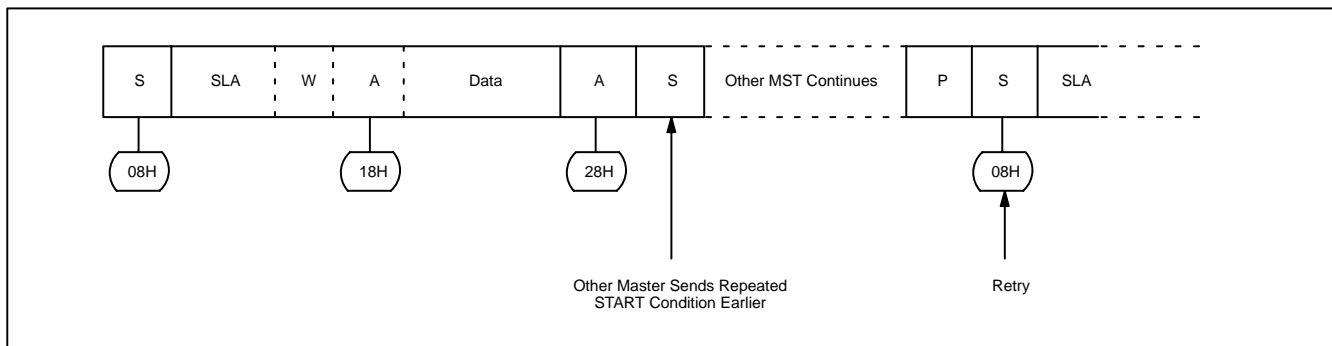 S SLA W A Data A S Other MST Continues P S SLA
08H 18H 28H 08H
Other Master Sends Repeated
START Condition Earlier
Retry